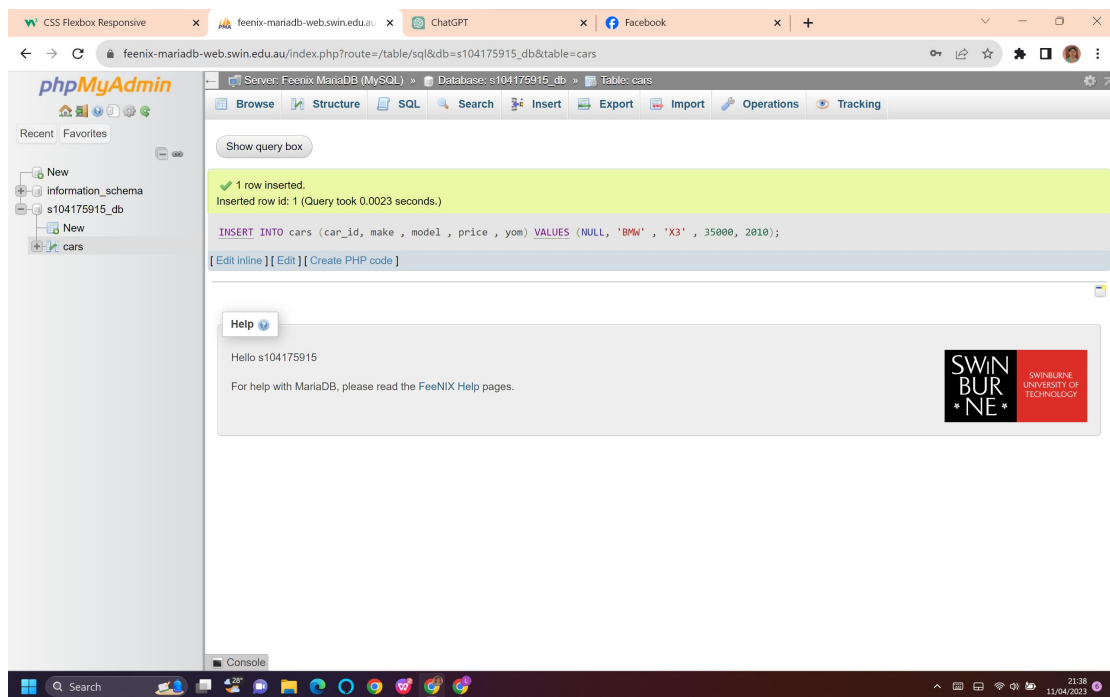 CSS Flexbox Responsive
feenix-mariadb-web.swin.edu.au
ChatGPT
Facebook
feenix-mariadb-web.swin.edu.au/index.php?route=/table/sql&db=s104175915_db&table=cars
phpMyAdmin
Recent Favorites
New
information_schema
s104175915_db
New
cars
Server: Feenix MariaDB (MySQL) » Database: s104175915_db » Table: cars
Browse Structure SQL Search Insert Export Import Operations Tracking
Show query box
1 row inserted.
Inserted row id: 1 (Query took 0.0023 seconds.)
INSERT INTO cars (car_id, make , model , price , yom) VALUES (NULL, 'BMW' , 'X3' , 35000, 2010);
[ Edit inline ] [ Edit ] [ Create PHP code ]
Help
Hello s104175915
For help with MariaDB, please read the FeeNIX Help pages.
SWIN
BUR
* NE *
SWINBURNE
UNIVERSITY OF
TECHNOLOGY
Console
Search
28°
21:38
11/04/2023